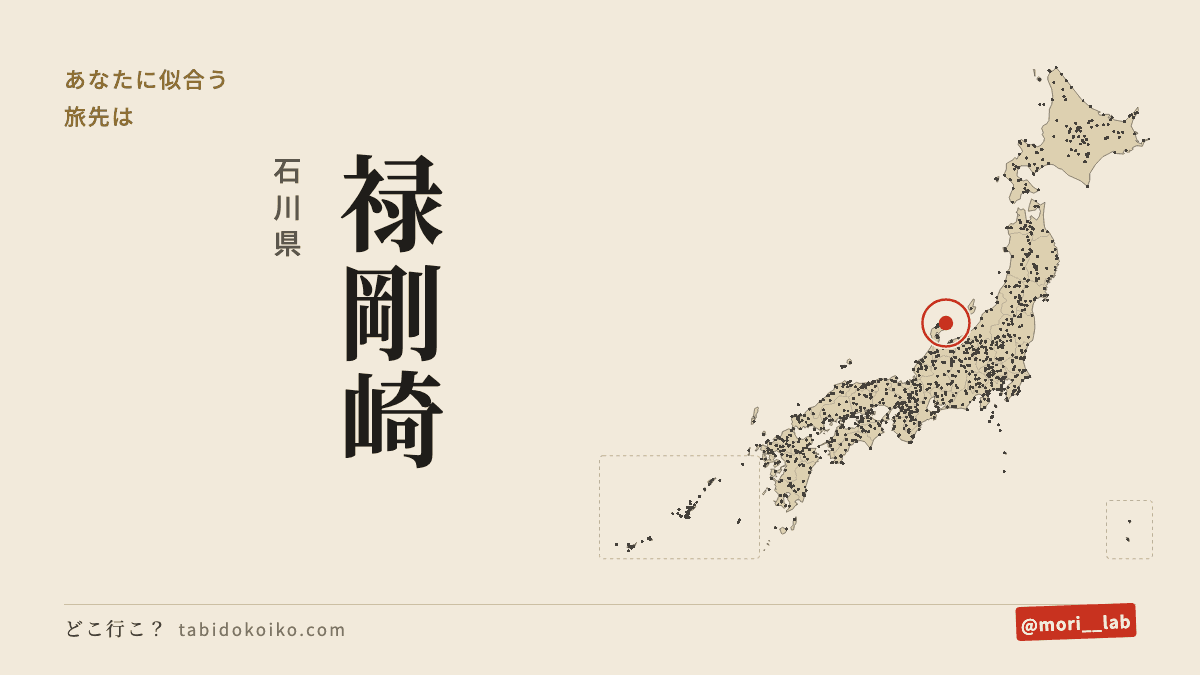 あなたに似合う
旅先は
禄剛崎
石川県
どこ行こ？ tabidokoiko.com
@mori__lab